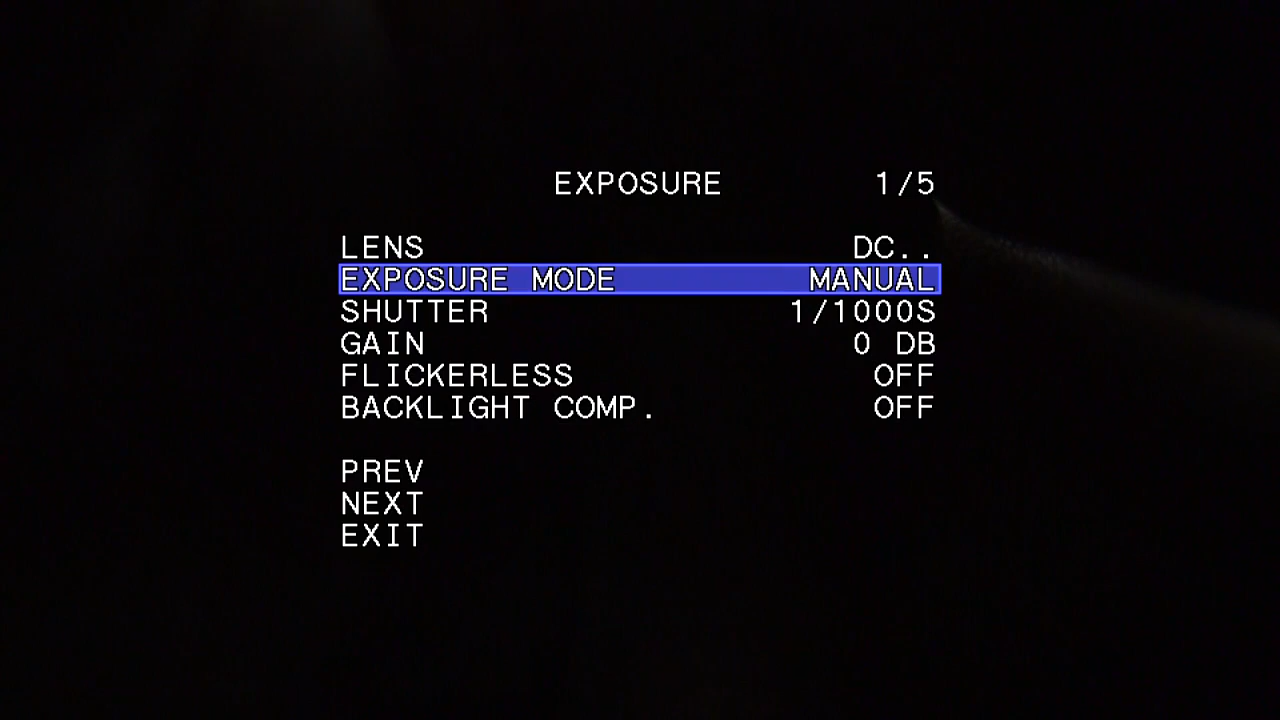 EXPOSURE 1/5
LENS DC..
EXPOSURE MODE MANUAL
SHUTTER 1/1000S
GAIN 0 DB
FLICKERLESS OFF
BACKLIGHT COMP. OFF
PREV
NEXT
EXIT